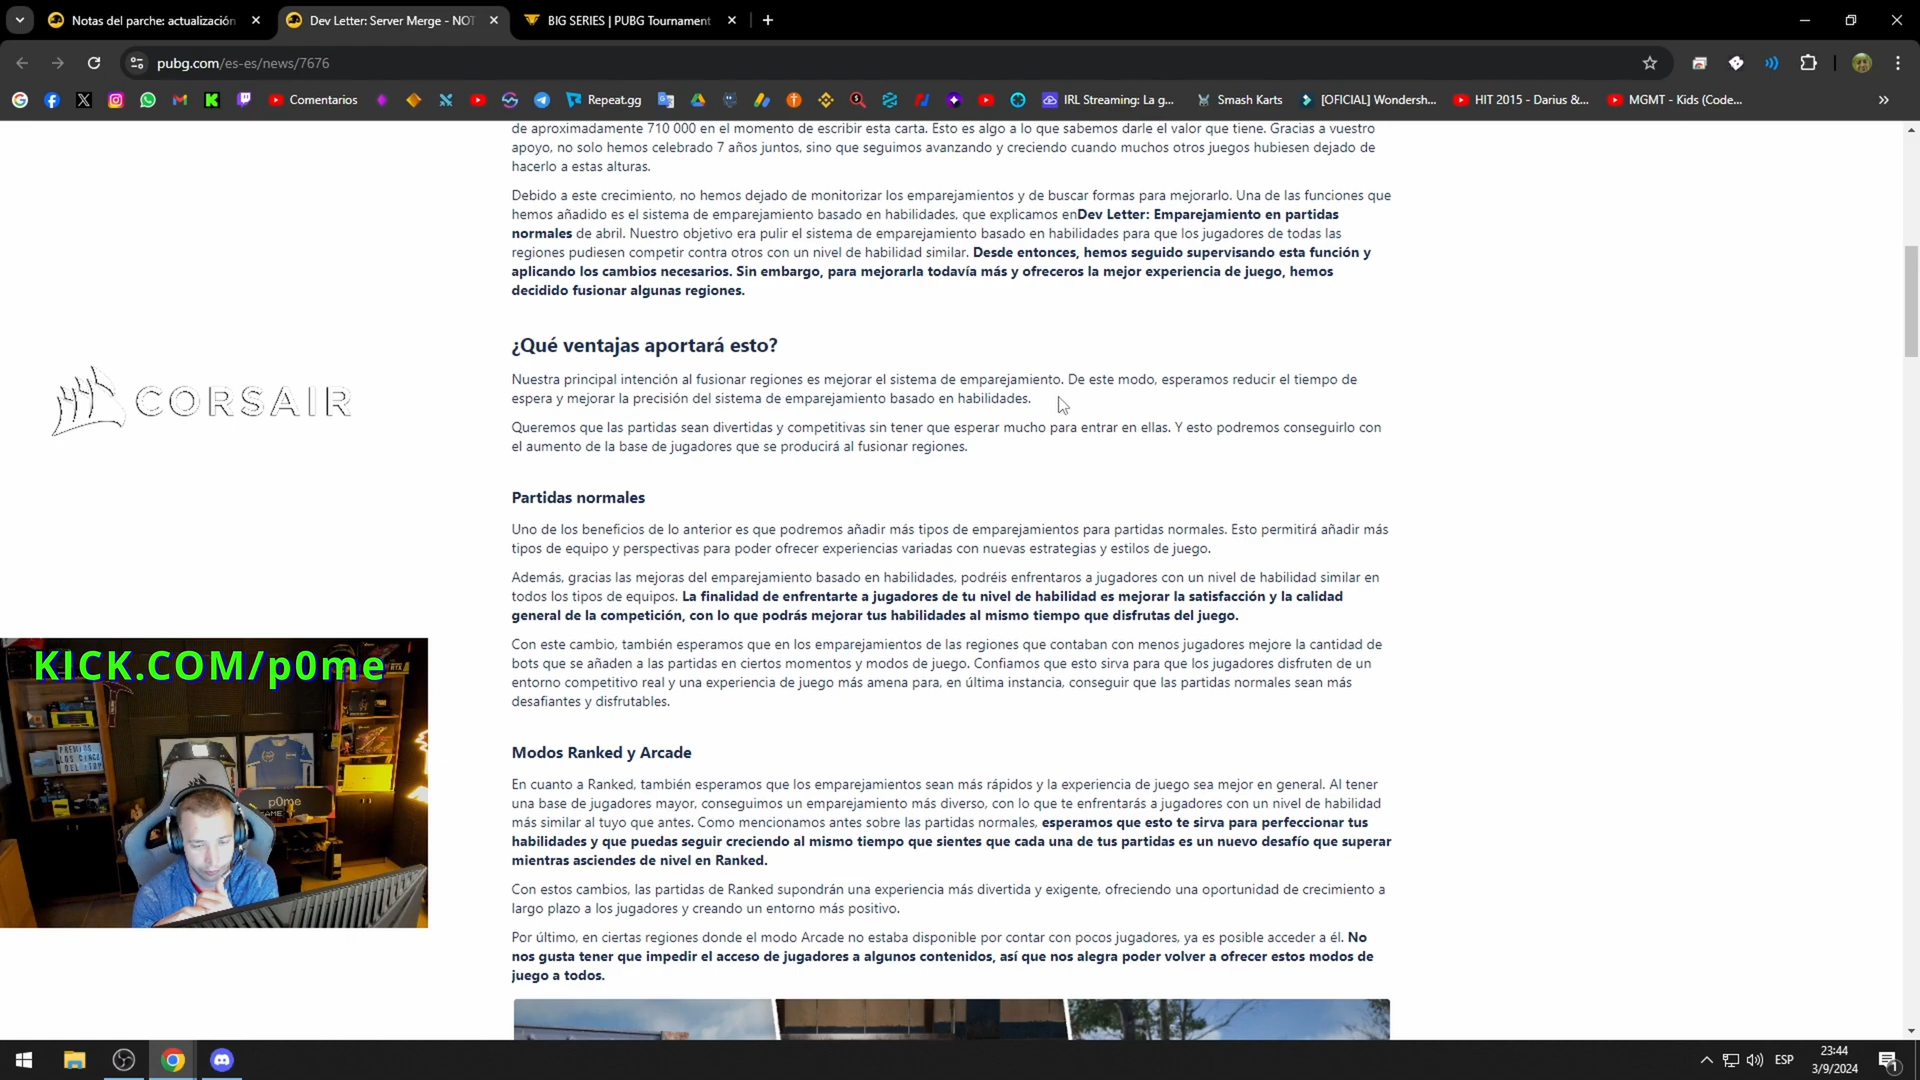 Notas del parche: actualización
Dev Letter: Server Merge - NOT
BIG SERIES | PUBG Tournament
pubg.com/es-es/news/7676
Comentarios
Repeat.gg
IRL Streaming: La g...
Smash Karts
[OFICIAL] Wondersh...
HIT 2015 - Darius &...
MGMT - Kids (Code...
de aproximadamente 710 000 en el momento de escribir esta carta. Esto es algo a lo que sabemos darle el valor que tiene. Gracias a vuestro
apoyo, no solo hemos celebrado 7 años juntos, sino que seguimos avanzando y creciendo cuando muchos otros juegos hubiesen dejado de
hacerlo a estas alturas.
Debido a este crecimiento, no hemos dejado de monitorizar los emparejamientos y de buscar formas para mejorarlo. Una de las funciones que
hemos añadido es el sistema de emparejamiento basado en habilidades, que explicamos enDev Letter: Emparejamiento en partidas
normales de abril. Nuestro objetivo era pulir el sistema de emparejamiento basado en habilidades para que los jugadores de todas las
regiones pudiesen competir contra otros con un nivel de habilidad similar. Desde entonces, hemos seguido supervisando esta función y
aplicando los cambios necesarios. Sin embargo, para mejorarla todavía más y ofreceros la mejor experiencia de juego, hemos
decidido fusionar algunas regiones.
¿Qué ventajas aportará esto?
Nuestra principal intención al fusionar regiones es mejorar el sistema de emparejamiento. De este modo, esperamos reducir el tiempo de
espera y mejorar la precisión del sistema de emparejamiento basado en habilidades.
Queremos que las partidas sean divertidas y competitivas sin tener que esperar mucho para entrar en ellas. Y esto podremos conseguirlo con
el aumento de la base de jugadores que se producirá al fusionar regiones.
Partidas normales
Uno de los beneficios de lo anterior es que podremos añadir más tipos de emparejamientos para partidas normales. Esto permitirá añadir más
tipos de equipo y perspectivas para poder ofrecer experiencias variadas con nuevas estrategias y estilos de juego.
Además, gracias las mejoras del emparejamiento basado en habilidades, podréis enfrentaros a jugadores con un nivel de habilidad similar en
todos los tipos de equipos. La finalidad de enfrentarte a jugadores de tu nivel de habilidad es mejorar la satisfacción y la calidad
general de la competición, con lo que podrás mejorar tus habilidades al mismo tiempo que disfrutas del juego.
Con este cambio, también esperamos que en los emparejamientos de las regiones que contaban con menos jugadores mejore la cantidad de
bots que se añaden a las partidas en ciertos momentos y modos de juego. Confiamos que esto sirva para que los jugadores disfruten de un
entorno competitivo real y una experiencia de juego más amena para, en última instancia, conseguir que las partidas normales sean más
desafiantes y disfrutables.
Modos Ranked y Arcade
En cuanto a Ranked, también esperamos que los emparejamientos sean más rápidos y la experiencia de juego sea mejor en general. Al tener
una base de jugadores mayor, conseguimos un emparejamiento más diverso, con lo que te enfrentarás a jugadores con un nivel de habilidad
más similar al tuyo que antes. Como mencionamos antes sobre las partidas normales, esperamos que esto te sirva para perfeccionar tus
habilidades y que puedas seguir creciendo al mismo tiempo que sientes que cada una de tus partidas es un nuevo desafío que superar
mientras asciendes de nivel en Ranked.
Con estos cambios, las partidas de Ranked supondrán una experiencia más divertida y exigente, ofreciendo una oportunidad de crecimiento a
largo plazo a los jugadores y creando un entorno más positivo.
Por último, en ciertas regiones donde el modo Arcade no estaba disponible por contar con pocos jugadores, ya es posible acceder a él. No
nos gusta tener que impedir el acceso de jugadores a algunos contenidos, así que nos alegra poder volver a ofrecer estos modos de
juego a todos.
CORSAIR
KICK.COM/p0me
PREMIOS
LOS CINCO
p0me
ESP
23:44
3/9/2024
1